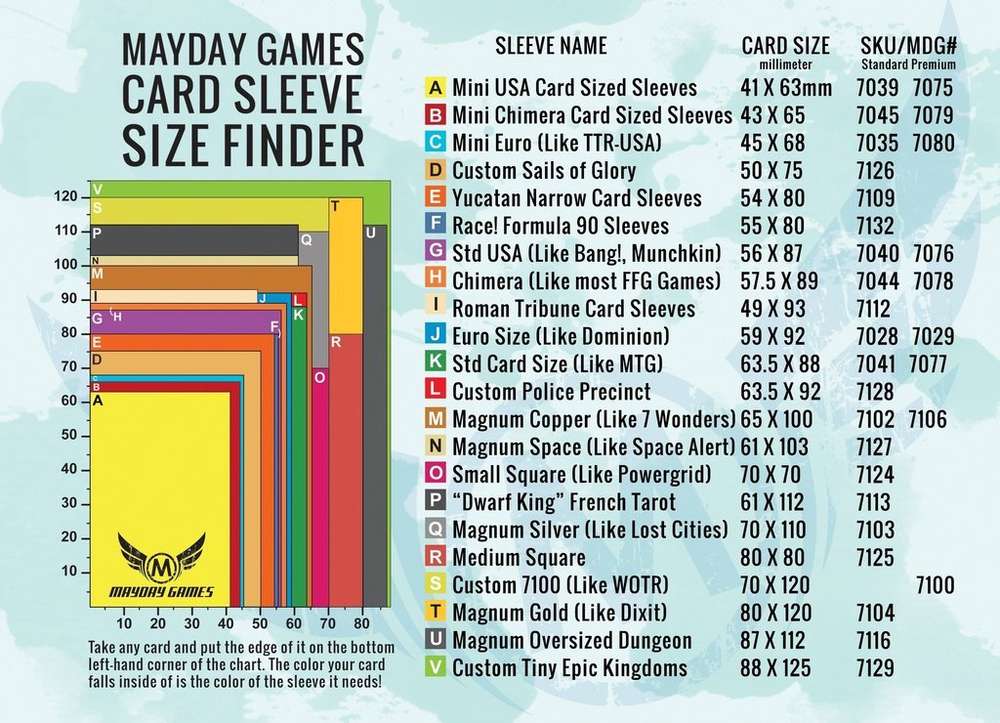 MAYDAY GAMES
CARD SLEEVE
SIZE FINDER
120
110
100
90
80
70
60
50
40
30
20
10
V
S
T
P
Q
U
N
M
I
J
L
H
K
G
F
E
R
D
O
C
B
A
M
MAYDAY GAMES
10 20 30 40 50 60 70 80
Take any card and put the edge of it on the bottom
left-hand corner of the chart. The color your card
falls inside of is the color of the sleeve it needs!
SLEEVE NAME CARD SIZE SKU/MDG#
millimeter Standard Premium
A Mini USA Card Sized Sleeves 41 X 63mm 7039 7075
B Mini Chimera Card Sized Sleeves 43 X 65 7045 7079
C Mini Euro (Like TTR-USA) 45 X 68 7035 7080
D Custom Sails of Glory 50 X 75 7126
E Yucatan Narrow Card Sleeves 54 X 80 7109
F Race! Formula 90 Sleeves 55 X 80 7132
G Std USA (Like Bang!, Munchkin) 56 X 87 7040 7076
H Chimera (Like most FFG Games) 57.5 X 89 7044 7078
I Roman Tribune Card Sleeves 49 X 93 7112
J Euro Size (Like Dominion) 59 X 92 7028 7029
K Std Card Size (Like MTG) 63.5 X 88 7041 7077
L Custom Police Precinct 63.5 X 92 7128
M Magnum Copper (Like 7 Wonders) 65 X 100 7102 7106
N Magnum Space (Like Space Alert) 61 X 103 7127
O Small Square (Like Powergrid) 70 X 70 7124
P “Dwarf King” French Tarot 61 X 112 7113
Q Magnum Silver (Like Lost Cities) 70 X 110 7103
R Medium Square 80 X 80 7125
S Custom 7100 (Like WOTR) 70 X 120 7100
T Magnum Gold (Like Dixit) 80 X 120 7104
U Magnum Oversized Dungeon 87 X 112 7116
V Custom Tiny Epic Kingdoms 88 X 125 7129